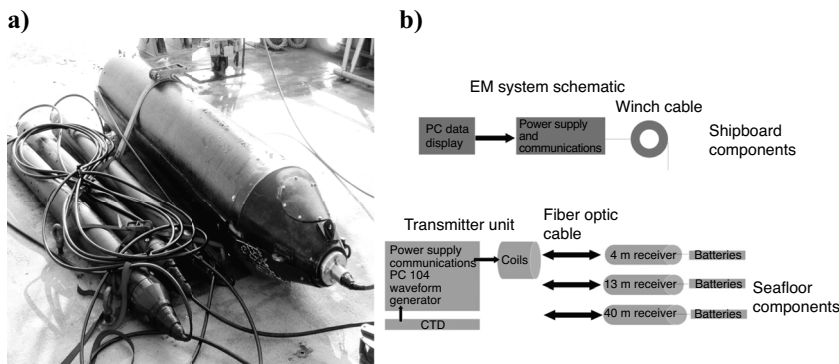 a)
b)
EM system schematic
Winch cable
PC data
display
Power supply
and
communications
Shipboard
components
Transmitter unit
Fiber optic
cable
Power supply
communications
PC 104
waveform
generator
Coils
CTD
4 m receiver
Batteries
13 m receiver
Batteries
40 m receiver
Batteries
Seafloor
components